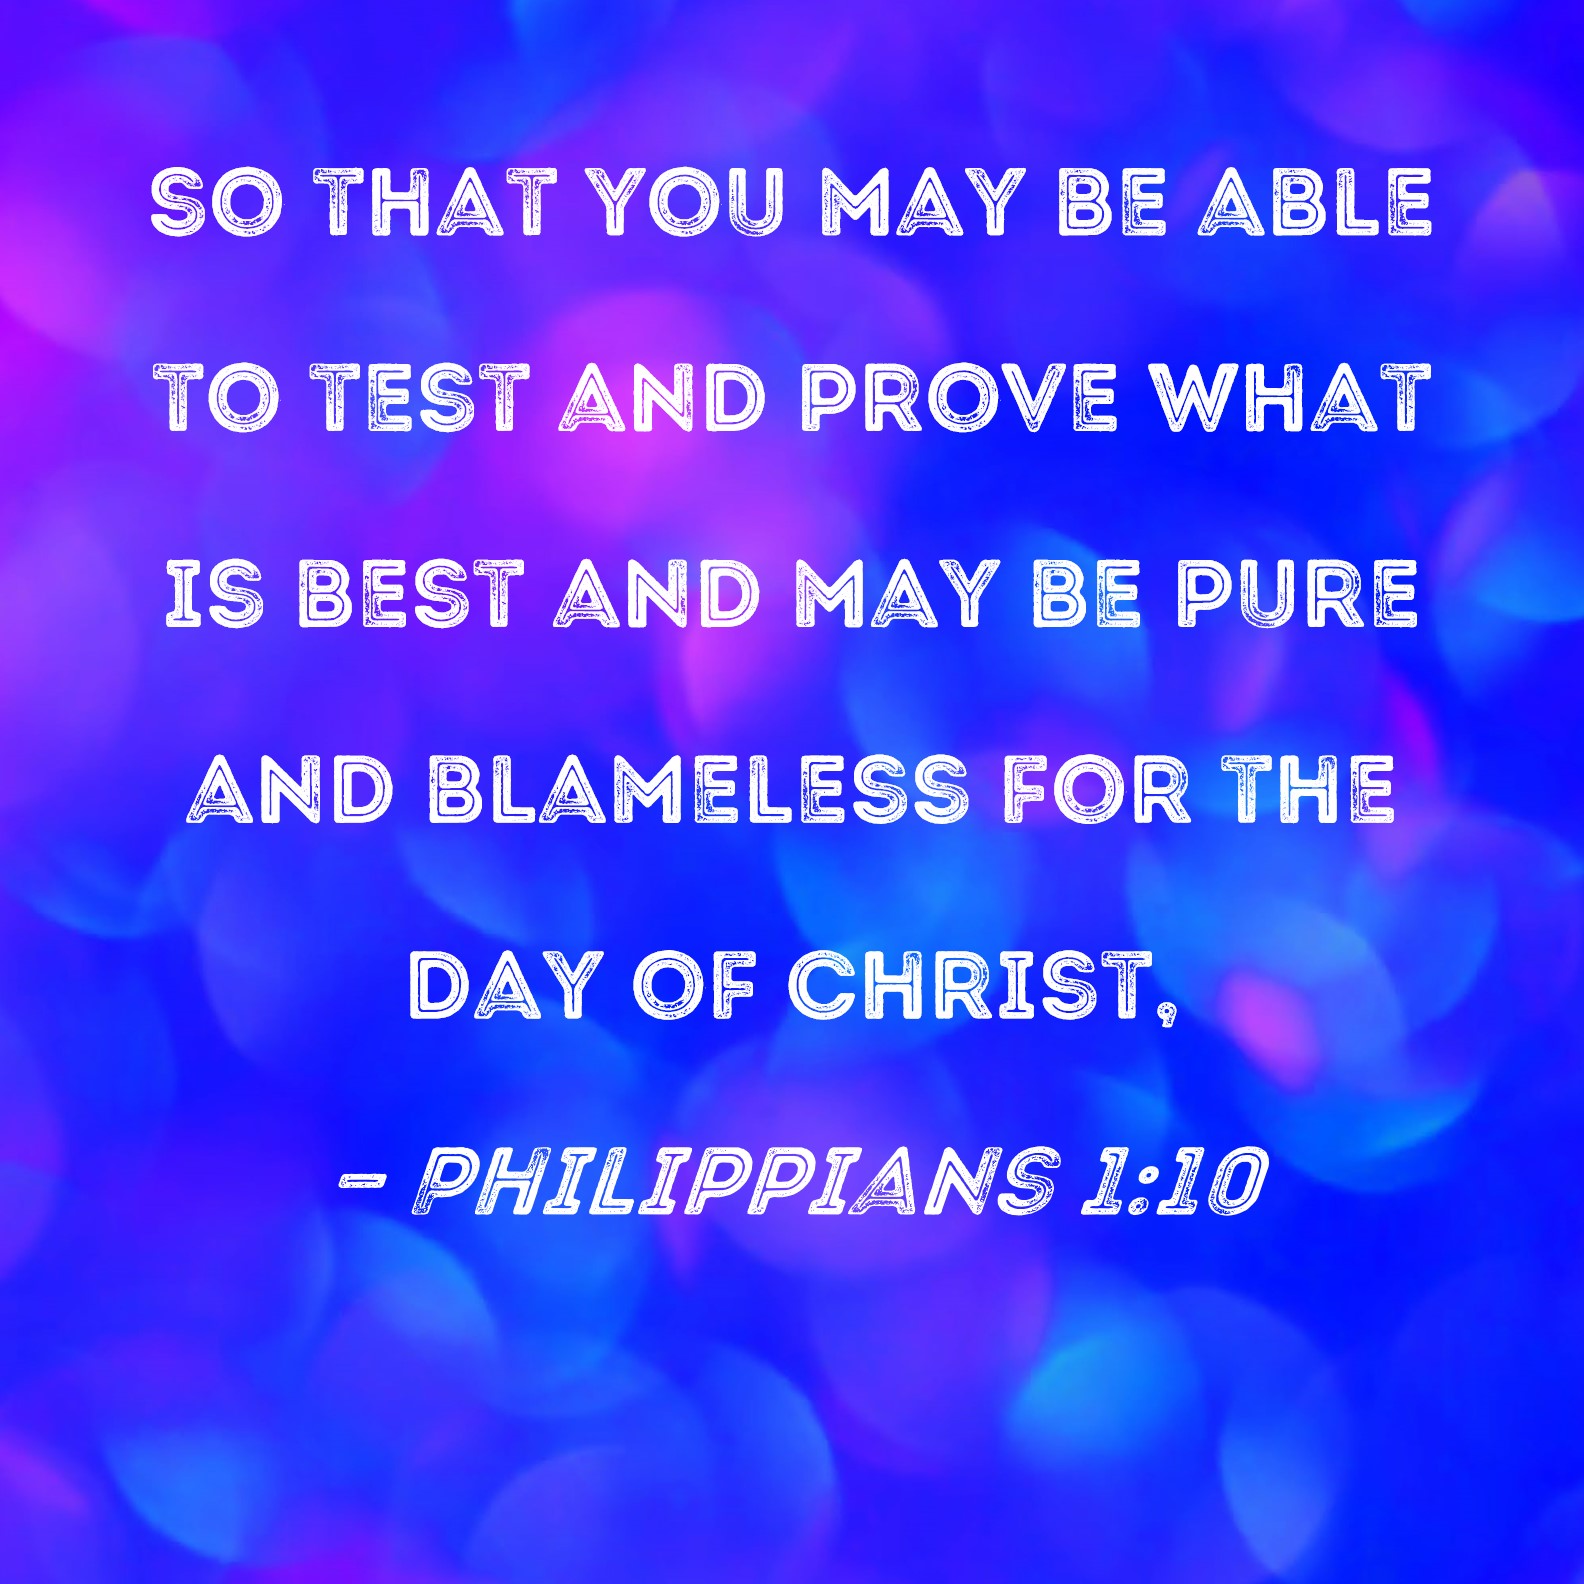 SO THAT YOU MAY BE ABLE
TO TEST AND PROVE WHAT
IS BEST AND MAY BE PURE
AND BLAMELESS FOR THE
DAY OF CHRIST,
- PHILIPPIANS 1:10